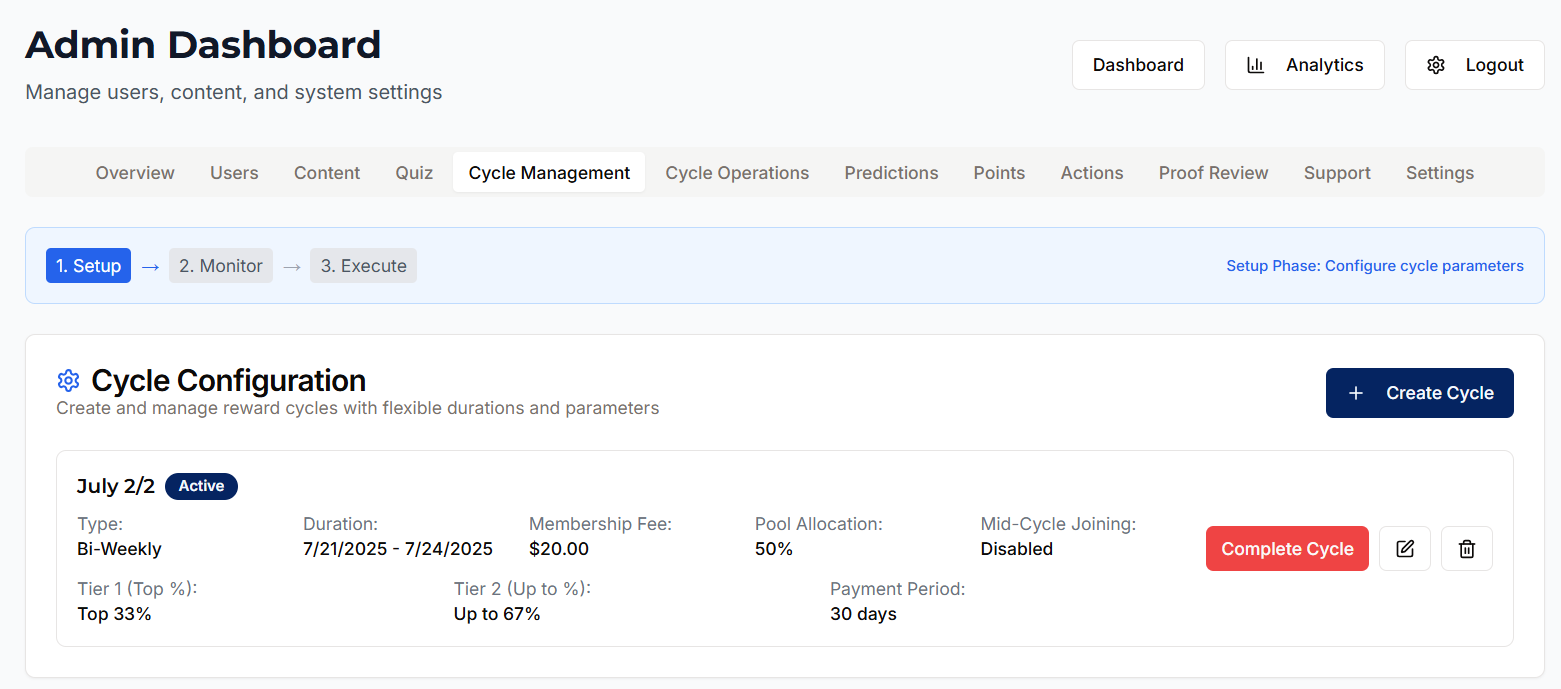 Admin Dashboard
Manage users, content, and system settings
Dashboard
Analytics
Logout
Overview
Users
Content
Quiz
Cycle Management
Cycle Operations
Predictions
Points
Actions
Proof Review
Support
Settings
1. Setup → 2. Monitor → 3. Execute
Setup Phase: Configure cycle parameters
Cycle Configuration
Create and manage reward cycles with flexible durations and parameters
+ Create Cycle
July 2/2
Active
Type:
Bi-Weekly
Duration:
7/21/2025 - 7/24/2025
Membership Fee:
$20.00
Pool Allocation:
50%
Mid-Cycle Joining:
Disabled
Complete Cycle
Tier 1 (Top %):
Top 33%
Tier 2 (Up to %):
Up to 67%
Payment Period:
30 days